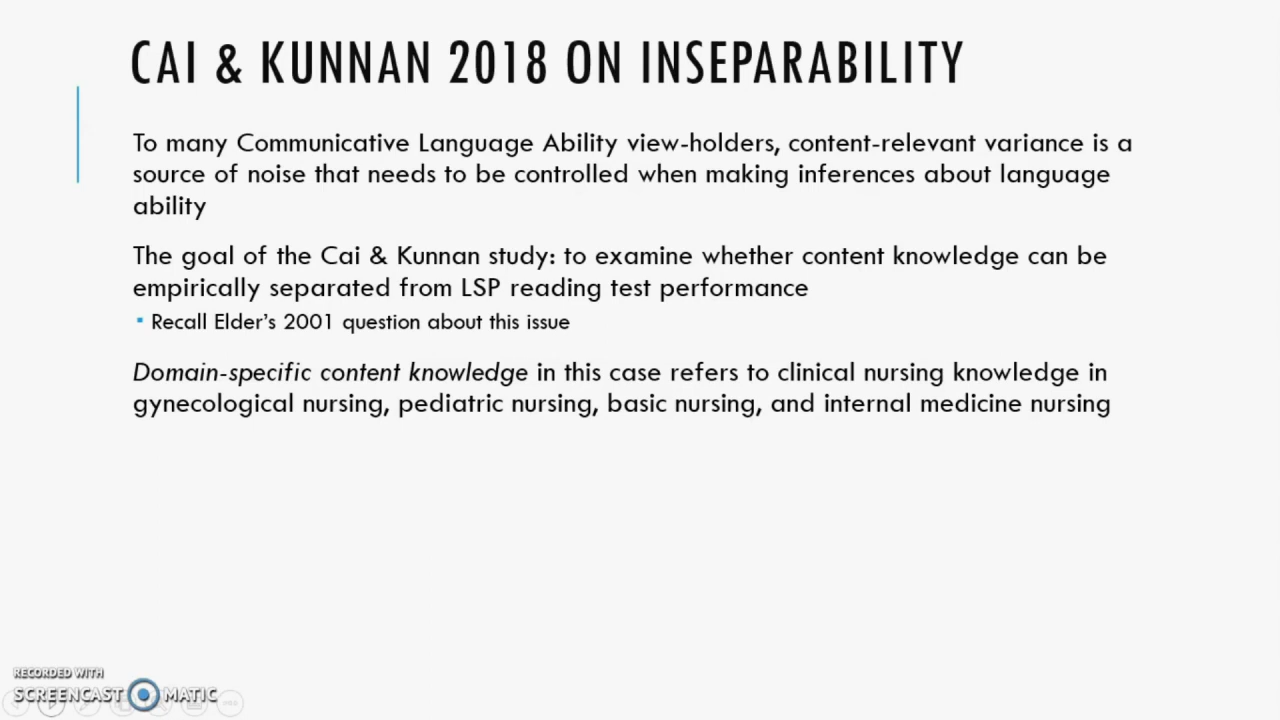 CAI & KUNNAN 2018 ON INSEPARABILITY
To many Communicative Language Ability view-holders, content-relevant variance is a
source of noise that needs to be controlled when making inferences about language
ability
The goal of the Cai & Kunnan study: to examine whether content knowledge can be
empirically separated from LSP reading test performance
▪ Recall Elder’s 2001 question about this issue
Domain-specific content knowledge in this case refers to clinical nursing knowledge in
gynecological nursing, pediatric nursing, basic nursing, and internal medicine nursing
RECORDED WITH
SCREENCAST MATIC